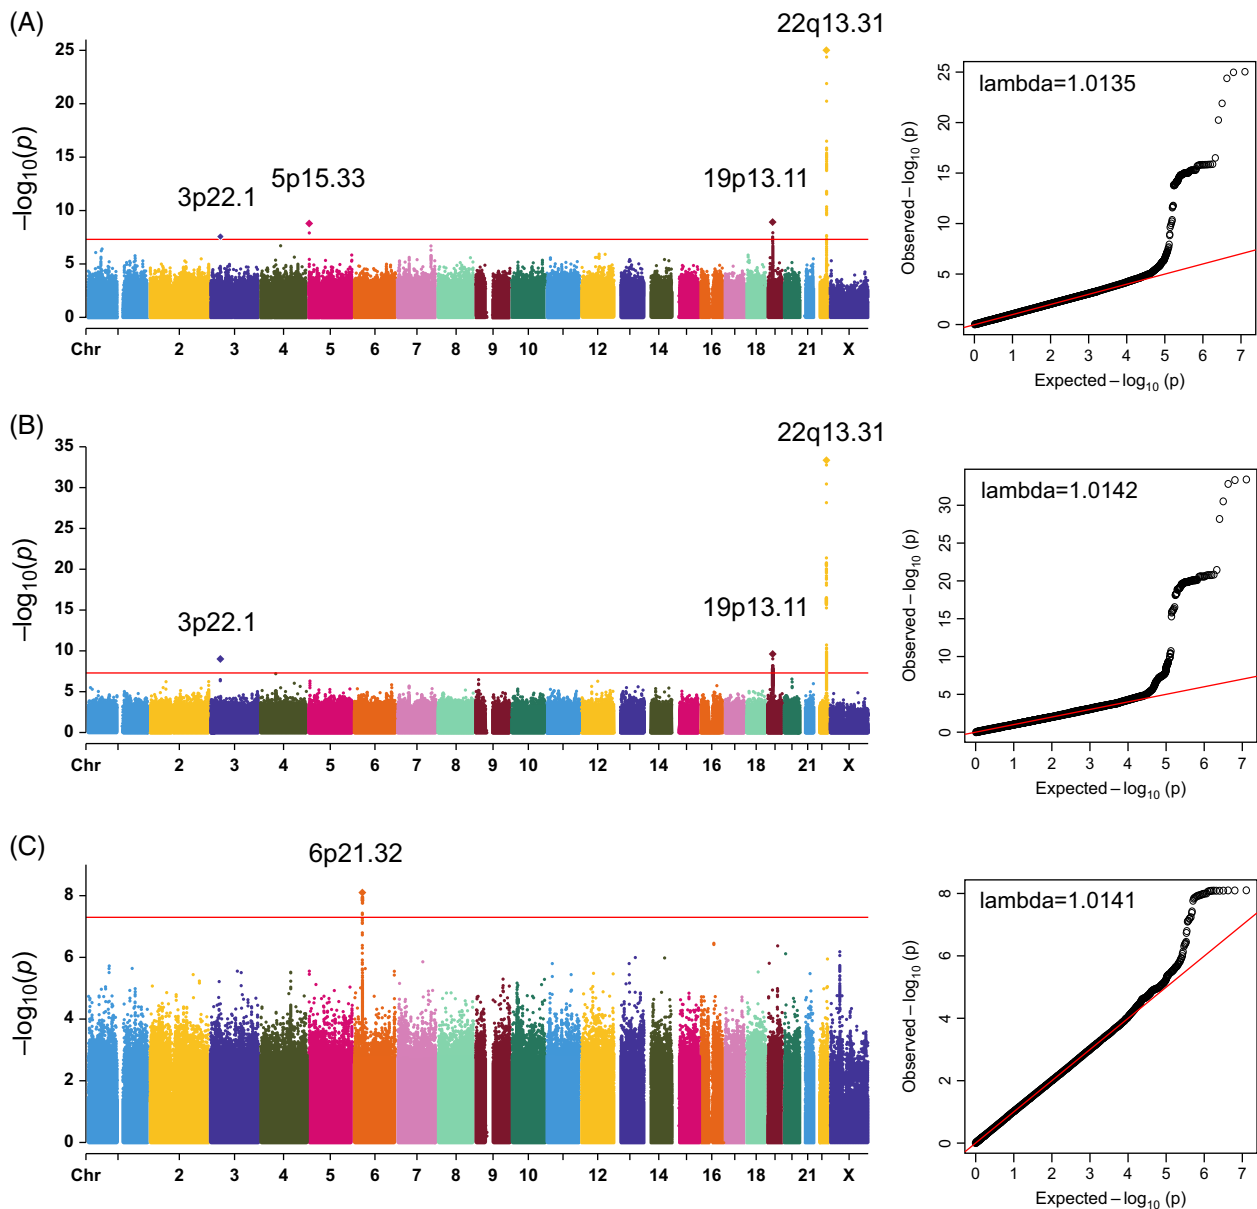 (A)
22q13.31
5p15.33
3p22.1
19p13.11
−log10(p)
25
20
15
10
5
0
Chr 2 3 4 5 6 7 8 9 10 12 14 16 18 21 X
lambda=1.0135
Observed−log10 (p)
25
20
15
10
5
0
0 1 2 3 4 5 6 7
Expected−log10 (p)
(B)
22q13.31
3p22.1
19p13.11
−log10(p)
35
30
25
20
15
10
5
0
Chr 2 3 4 5 6 7 8 9 10 12 14 16 18 21 X
lambda=1.0142
Observed−log10 (p)
30
25
20
15
10
5
0
0 1 2 3 4 5 6 7
Expected−log10 (p)
(C)
6p21.32
−log10(p)
8
6
4
2
0
Chr 2 3 4 5 6 7 8 9 10 12 14 16 18 21 X
lambda=1.0141
Observed−log10 (p)
8
6
4
2
0
0 1 2 3 4 5 6 7
Expected−log10 (p)